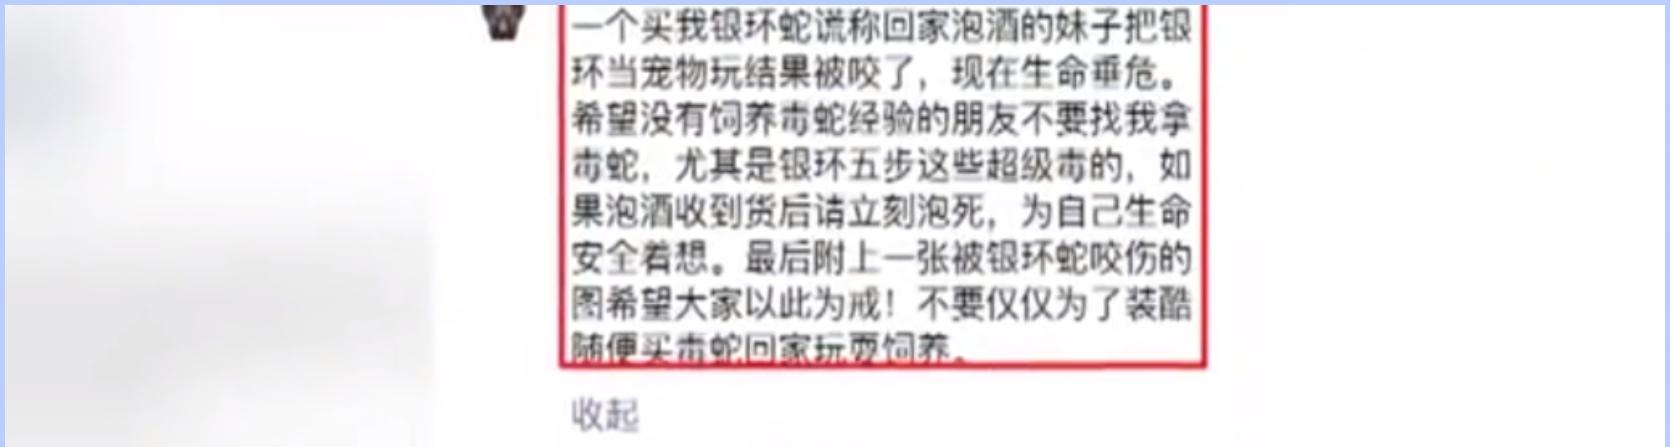 一个买我银环蛇谎称回家泡酒的妹子把银
环当宠物玩结果被咬了，现在生命垂危。
希望没有饲养毒蛇经验的朋友不要找我拿
毒蛇，尤其是银环五步这些超级毒的，如
果泡酒收到货后请立刻泡死，为自己生命
安全着想。最后附上一张被银环蛇咬伤的
图希望大家以此为戒！不要仅仅为了装酷
随便买毒蛇回家玩耍饲养。
收起